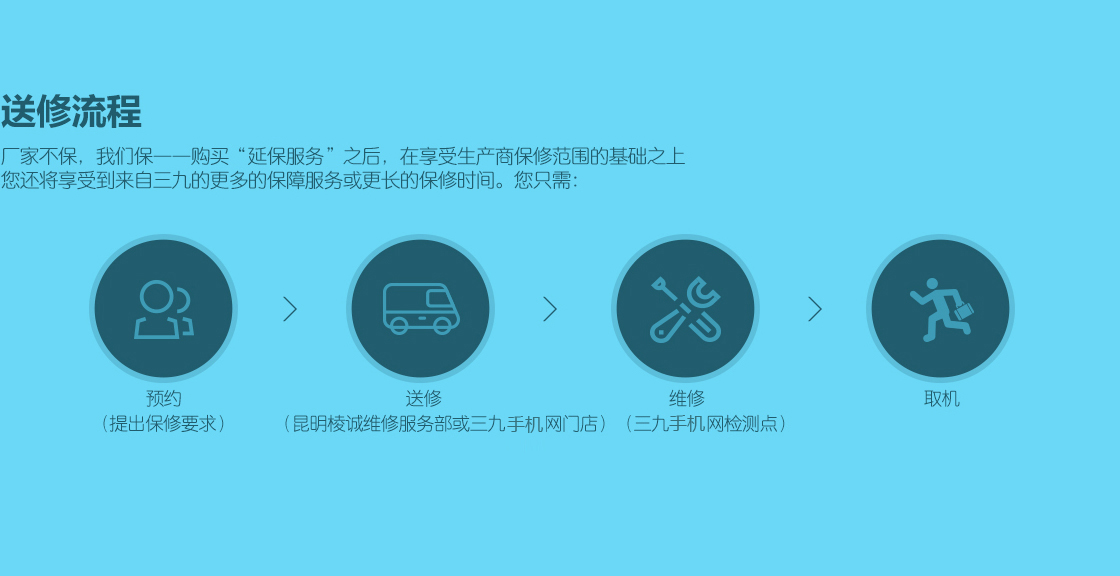 送修流程
厂家不保，我们保一一购买“延保服务”之后，在享受生产商保修范围的基础之上
您还将享受到来自三九的更多的保障服务或更长的保修时间。您只需：
预约
（提出保修要求）
送修
（昆明棱诚维修服务部或三九手机网门店）
维修
（三九手机网检测点）
取机